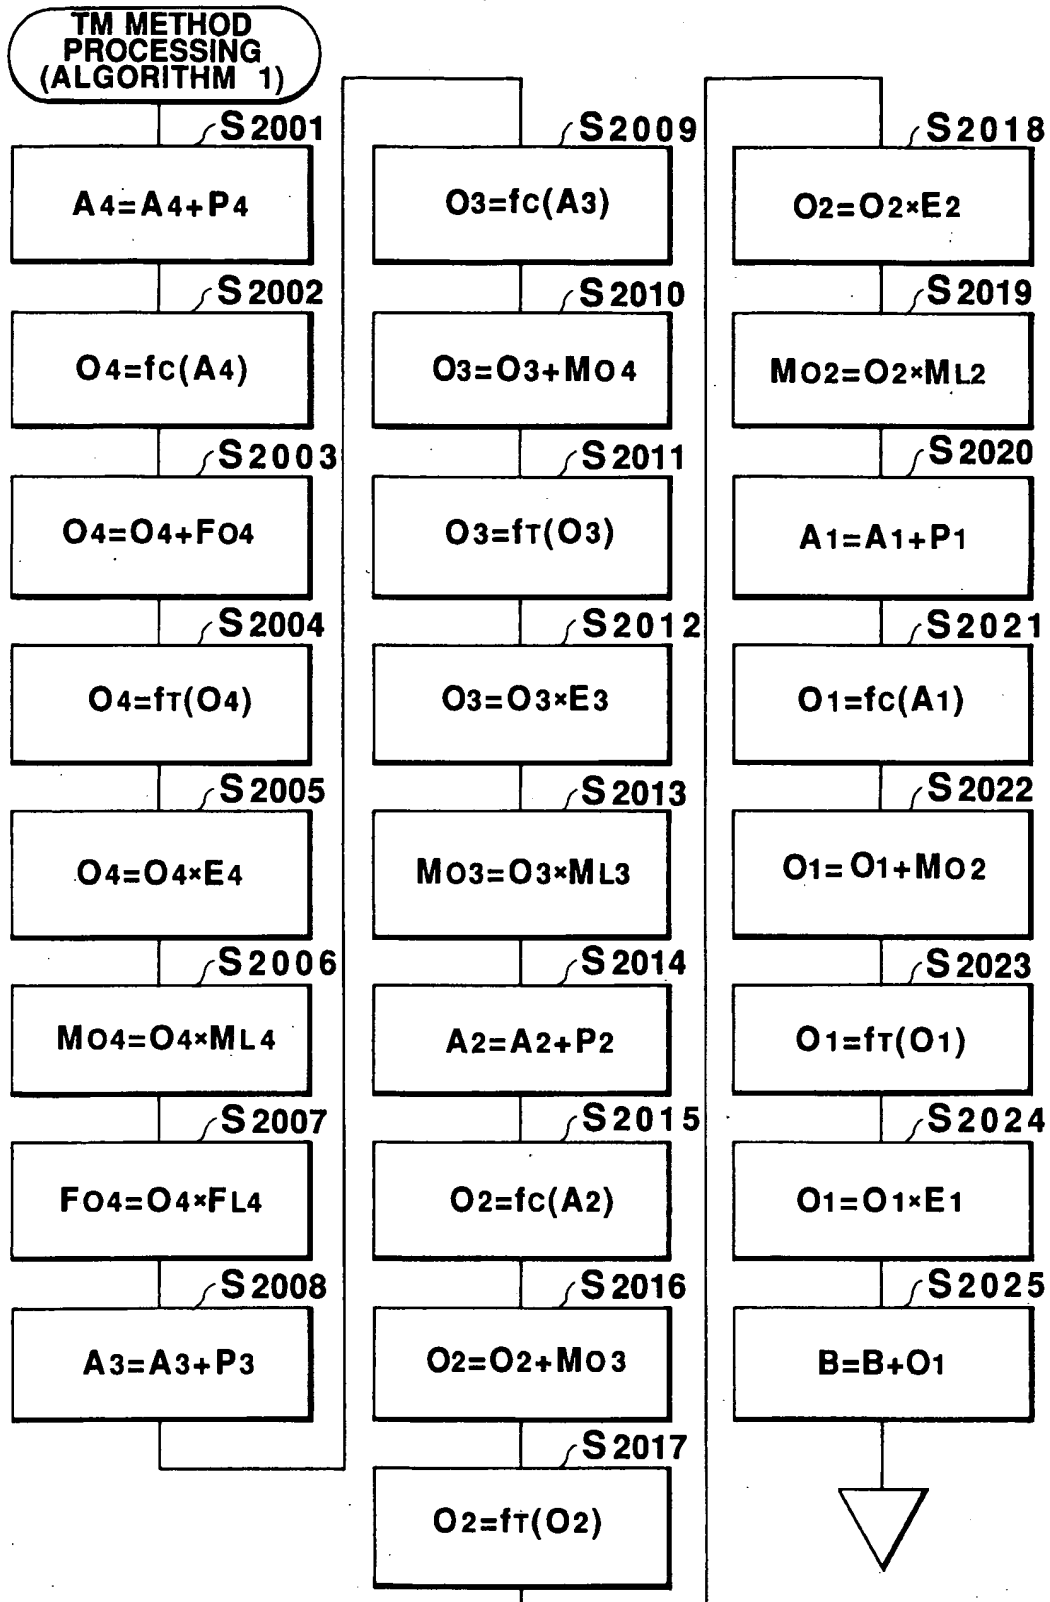 TM METHOD
PROCESSING
(ALGORITHM 1)
S2001
A4=A4+P4
S2002
O4=fC(A4)
S2003
O4=O4+FO4
S2004
O4=fT(O4)
S2005
O4=O4×E4
S2006
MO4=O4×ML4
S2007
FO4=O4×FL4
S2008
A3=A3+P3
S2009
O3=fC(A3)
S2010
O3=O3+MO4
S2011
O3=fT(O3)
S2012
O3=O3×E3
S2013
MO3=O3×ML3
S2014
A2=A2+P2
S2015
O2=fC(A2)
S2016
O2=O2+MO3
S2017
O2=fT(O2)
S2018
O2=O2×E2
S2019
MO2=O2×ML2
S2020
A1=A1+P1
S2021
O1=fC(A1)
S2022
O1=O1+MO2
S2023
O1=fT(O1)
S2024
O1=O1×E1
S2025
B=B+O1